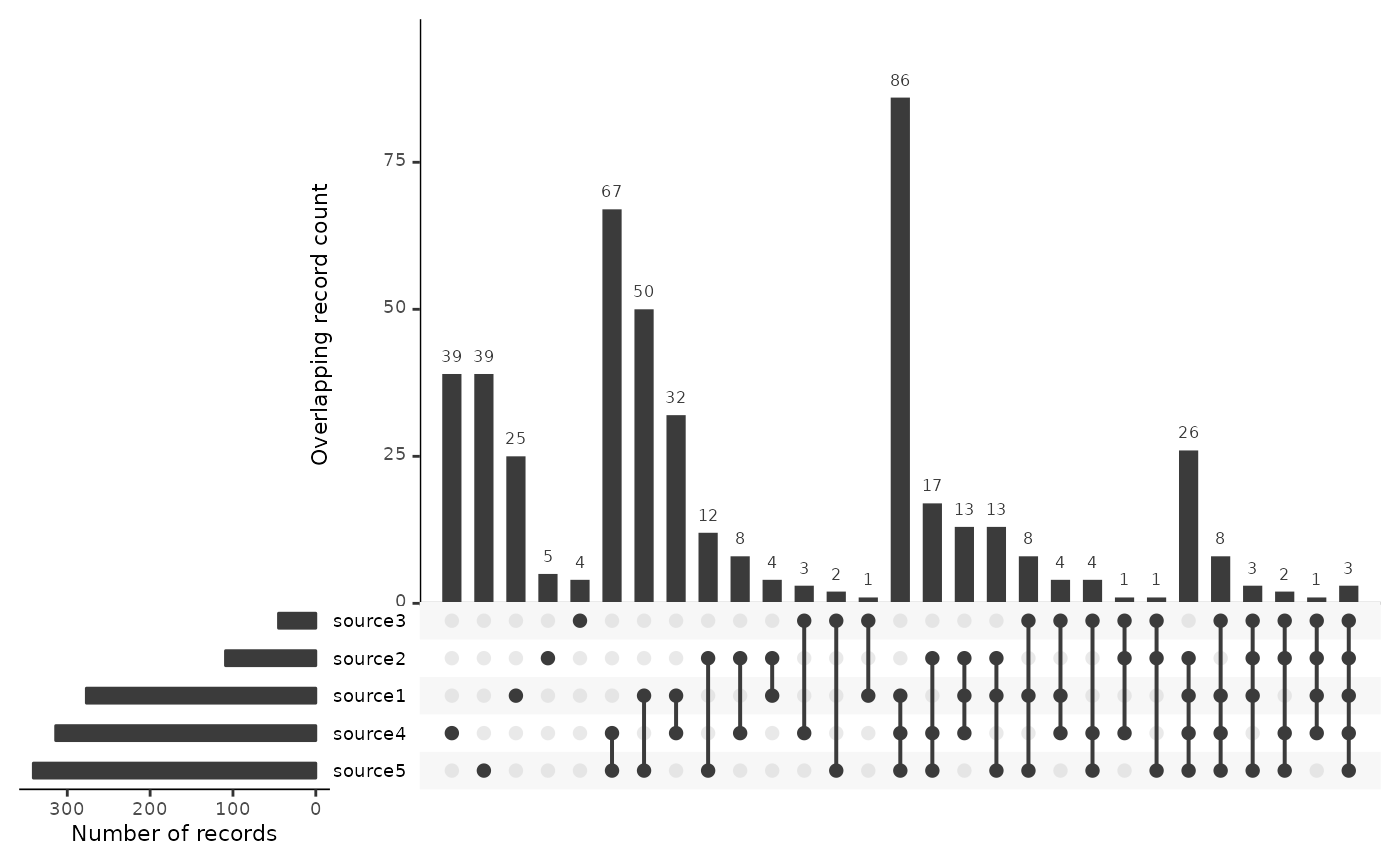 Overlapping record count
75
50
25
0
39 39 25 5 4 67 50 32 12 8 4 3 2 1 86 17 13 13 8 4 4 1 1 26 8 3 2 1 3
source3
source2
source1
source4
source5
300 200 100 0
Number of records